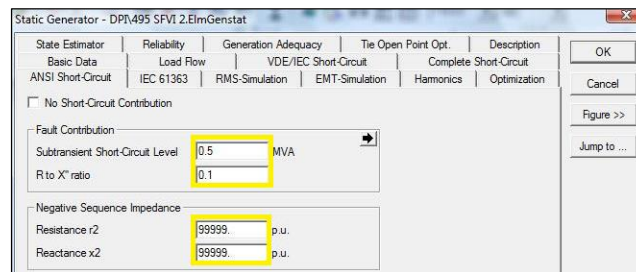 Static Generator - DPI\495 SFVI 2.ElmGenstat
State Estimator Reliability Generation Adequacy Tie Open Point Opt. Description
Basic Data Load Flow VDE/IEC Short-Circuit Complete Short-Circuit
ANSI Short-Circuit IEC 61363 RMS-Simulation EMT-Simulation Harmonics Optimization
OK
Cancel
Figure >>
Jump to ...
No Short-Circuit Contribution
Fault Contribution
Subtransient Short-Circuit Level 0.5 MVA
R to X'' ratio 0.1
Negative Sequence Impedance
Resistance r2 99999. p.u.
Reactance x2 99999. p.u.